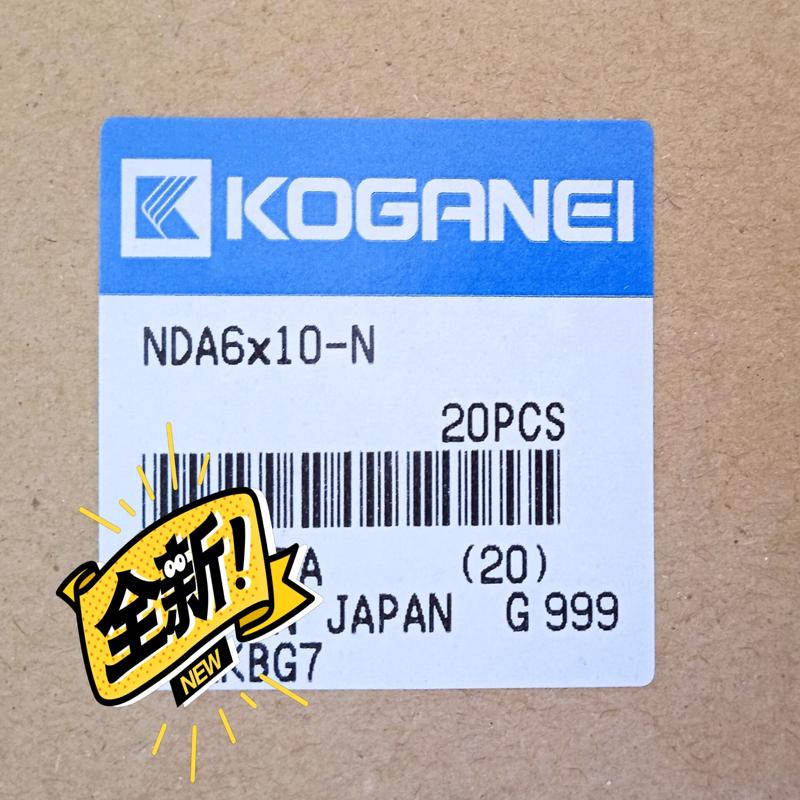 KOGANEI
NDA6x10-N
20PCS
A (20)
JAPAN G 999
KBG7
全新!
NEW